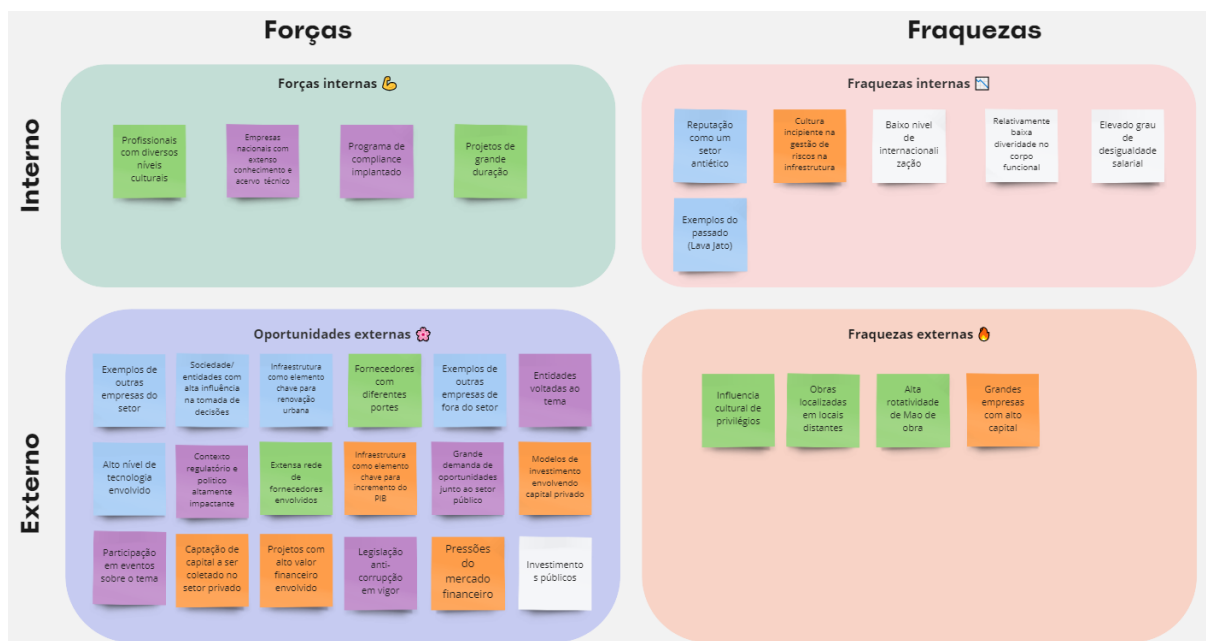 Forças
Fraquezas
Interno
Forças internas 💪
Profissionais
com diversos
níveis
culturais
Empresas
nacionais com
extenso
conhecimento e
acervo técnico
Programa de
compliance
implantado
Projetos de
grande
duração
Fraquezas internas 📉
Reputação
como um
setor
antiético
Cultura
incipiente na
gestão de
riscos na
infrestrutura
Baixo nivel
de
internacionali
zação
Relativamente
baixa
diveridade no
corpo
funcional
Elevado grau
de
desigualdade
salarial
Exemplos do
passado
(Lava Jato)
Externo
Oportunidades externas 🌸
Exemplos de
outras
empresas do
setor
Sociedade/
entidades com
alta influência
na tomada de
decisões
Infraestrutura
como elemento
chave para
renovação
urbana
Fornecedores
com
diferentes
portes
Exemplos de
outras
empresas de
fora do setor
Entidades
voltadas ao
tema
Alto nível de
tecnologia
envolvido
Contexto
regulatório e
politico
altamente
impactante
Extensa rede
de
fornecedores
envolvidos
Infraestrutura
como elemento
chave para
incremento do
PIB
Grande
demanda de
oportunidades
junto ao setor
público
Modelos de
investimento
envolvendo
capital privado
Participação
em eventos
sobre o tema
Captação de
capital a ser
coletado no
setor privado
Projetos com
alto valor
financeiro
envolvido
Legislação
anti-
corrupção
em vigor
Pressões
do
mercado
financeiro
Investimento
s públicos
Fraquezas externas 🔥
Influencia
cultural de
privilégios
Obras
localizadas
em locais
distantes
Alta
rotatividade
de Mao de
obra
Grandes
empresas
com alto
capital